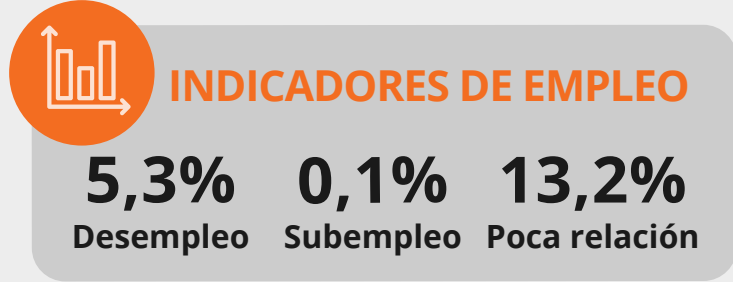 INDICADORES DE EMPLEO
5,3% 0,1% 13,2%
Desempleo Subempleo Poca relación